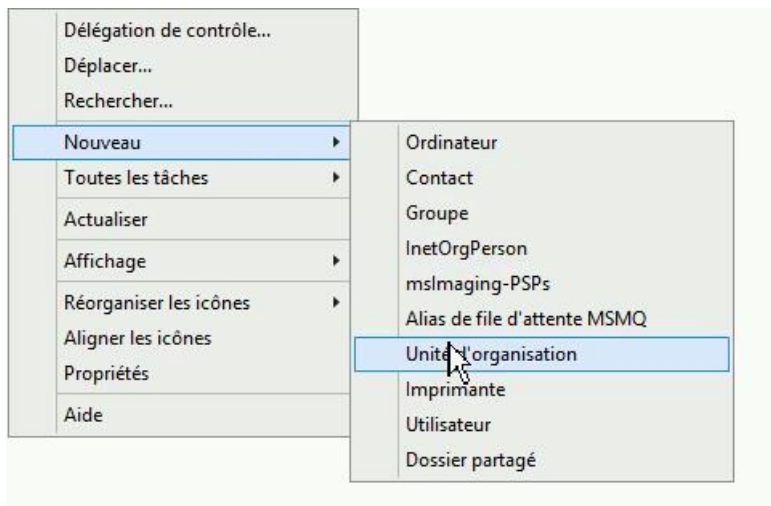 Délégation de contrôle...
Déplacer...
Rechercher...
Nouveau
Toutes les tâches
Actualiser
Affichage
Réorganiser les icônes
Aligner les icônes
Propriétés
Aide
Ordinateur
Contact
Groupe
InetOrgPerson
msImaging-PSPs
Alias de file d'attente MSMQ
Unité d'organisation
Imprimante
Utilisateur
Dossier partagé